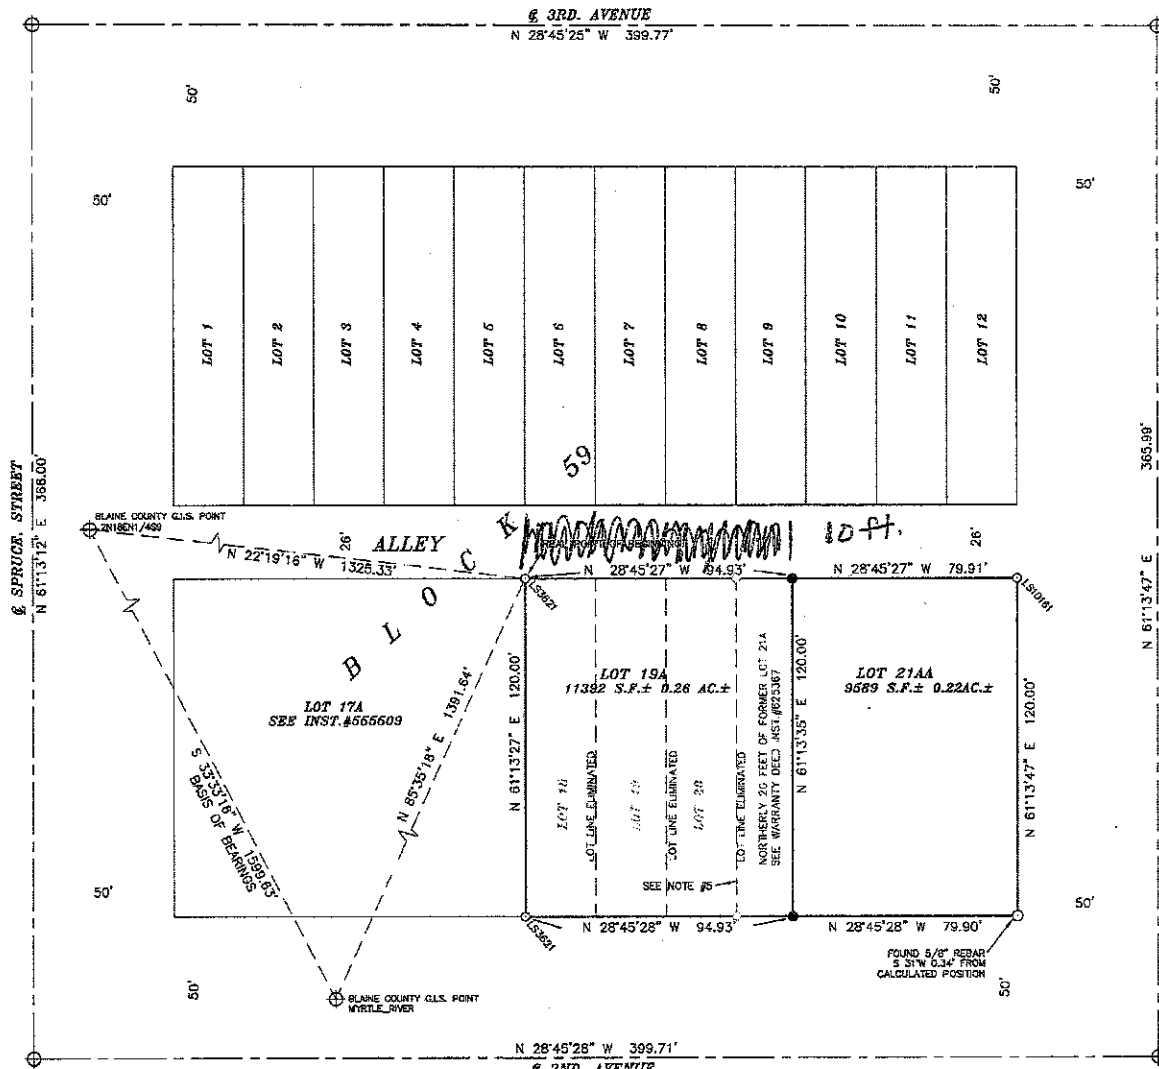 ℄ 3RD. AVENUE
N 28°45'25" W 399.77'
50'
50'
50'
50'
LOT 1
LOT 2
LOT 3
LOT 4
LOT 5
LOT 6
LOT 7
LOT 8
LOT 9
LOT 10
LOT 11
LOT 12
℄ SPRUCE. STREET
N 61°13'12" E 366.00'
N 61°13'47" E 365.99'
BLOCK 59
BLAINE COUNTY G.I.S. POINT
2N18EN1/4S9
26'
ALLEY
10 ft.
26'
N 22°19'16" W 1325.33'
N 28°45'27" W 94.93'
N 28°45'27" W 79.91'
LS3621
LS10161
LOT 17A
SEE INST.#555609
N 85°35'18" E 1391.64'
S 33°33'16" W 1599.63'
BASIS OF BEARINGS
N 61°13'27" E 120.00'
LOT 19A
11392 S.F.± 0.26 AC.±
LOT 18
LOT LINE ELIMINATED
LOT 19
LOT LINE ELIMINATED
LOT 20
LOT LINE ELIMINATED
NORTHERLY 20 FEET OF FORMER LOT 21A
SEE WARRANTY DEED INST.#625367
N 61°13'35" E 120.00'
LOT 21AA
9589 S.F.± 0.22AC.±
N 61°13'47" E 120.00'
SEE NOTE #5
50'
50'
LS3621
N 28°45'28" W 94.93'
N 28°45'28" W 79.90'
FOUND 5/8" REBAR
S 31°W 0.34' FROM
CALCULATED POSITION
50'
50'
BLAINE COUNTY G.I.S. POINT
MYRTLE_RIVER
N 28°45'28" W 399.71'
℄ 2ND. AVENUE